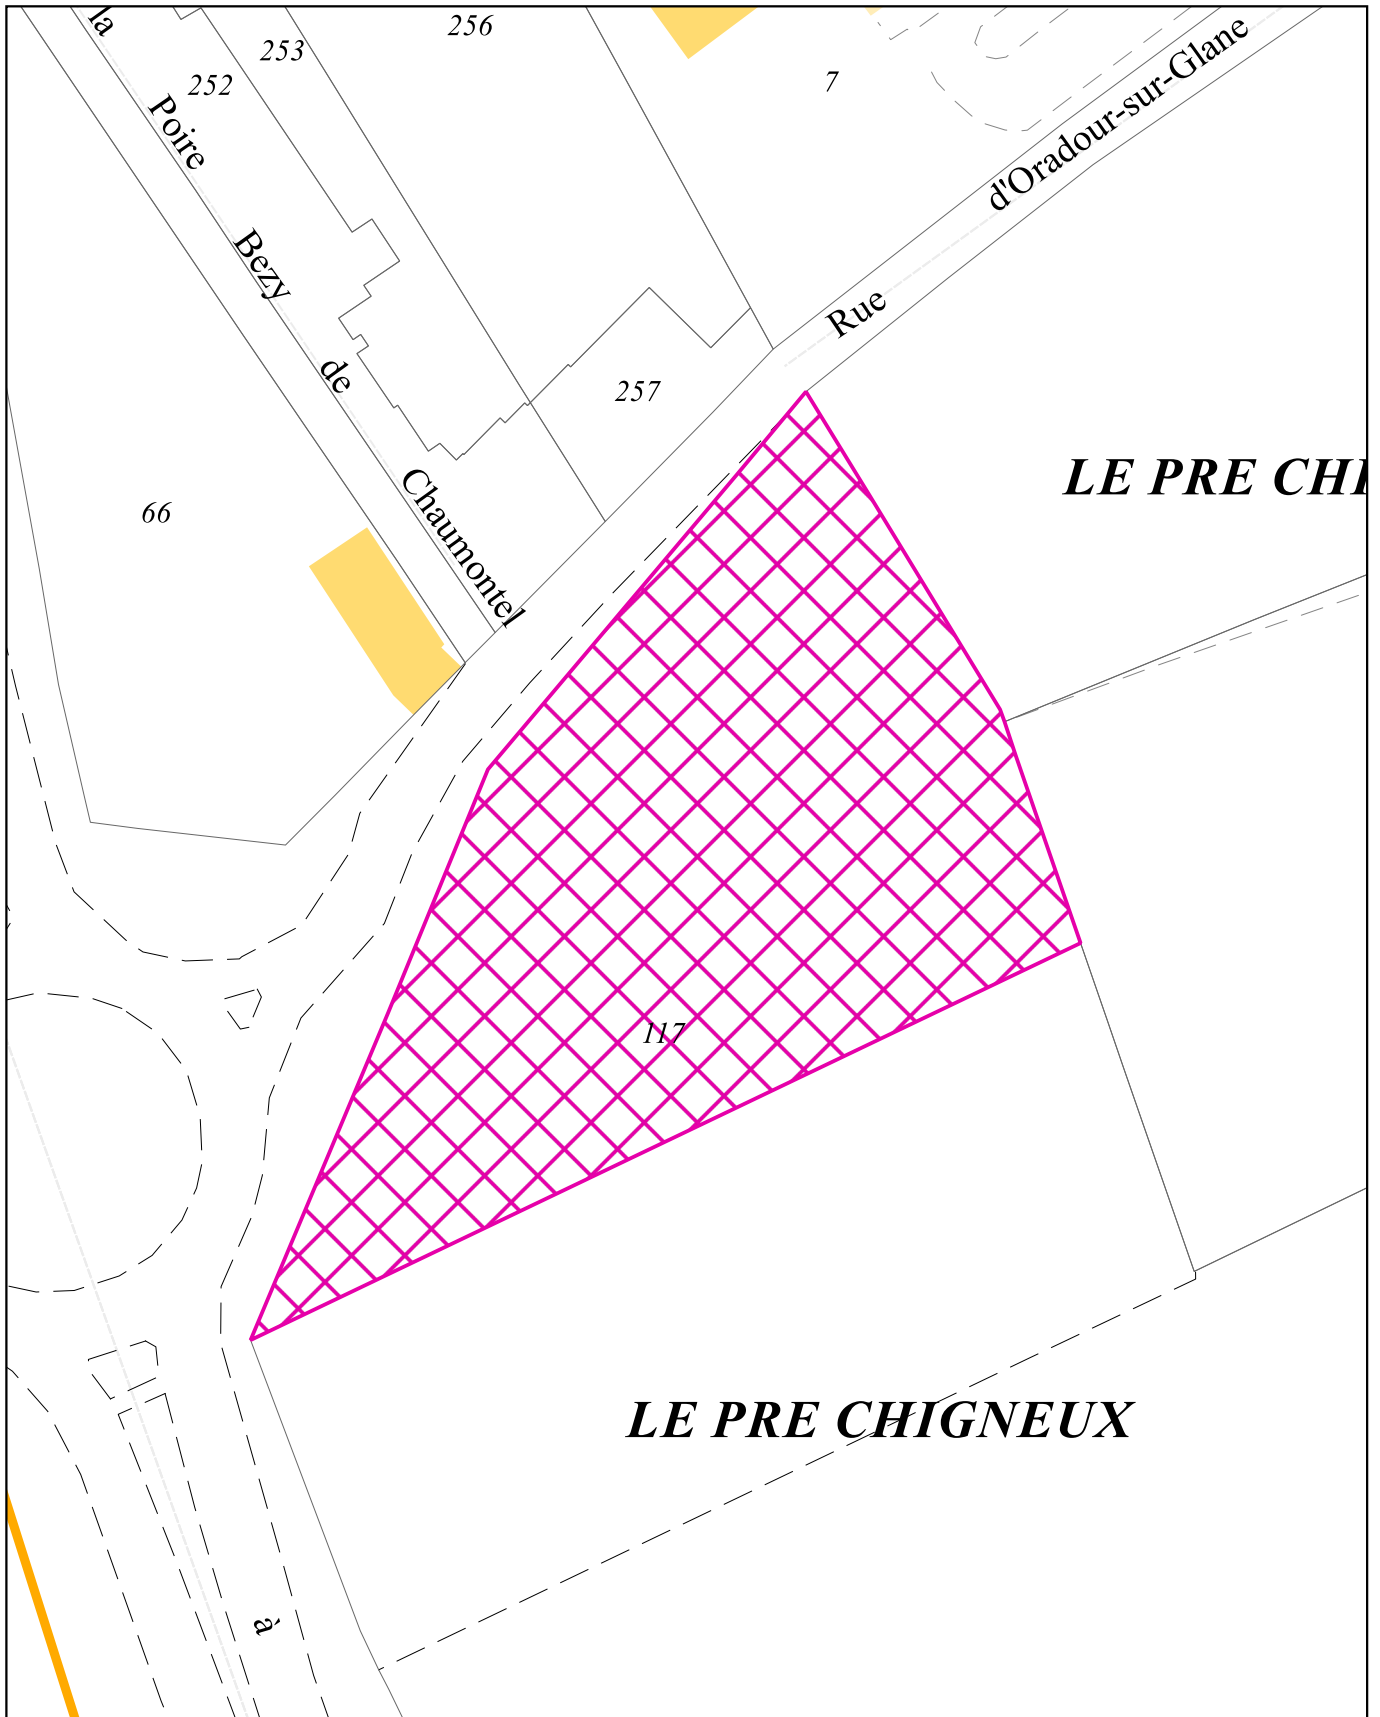 la
Poire
Bezy
de
Chaumontel
252
253
256
7
Rue
d'Oradour-sur-Glane
257
66
LE PRE CHI
117
LE PRE CHIGNEUX
à